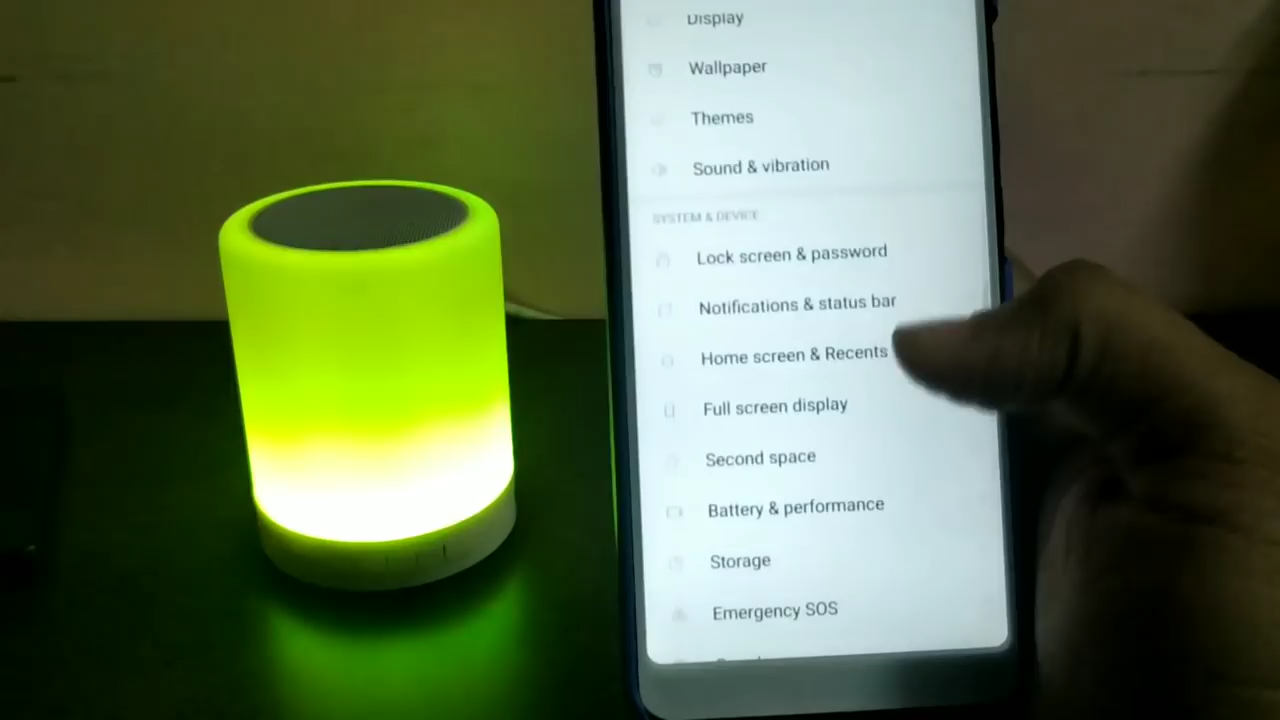 Display
Wallpaper
Themes
Sound & vibration
SYSTEM & DEVICE
Lock screen & password
Notifications & status bar
Home screen & Recents
Full screen display
Second space
Battery & performance
Storage
Emergency SOS